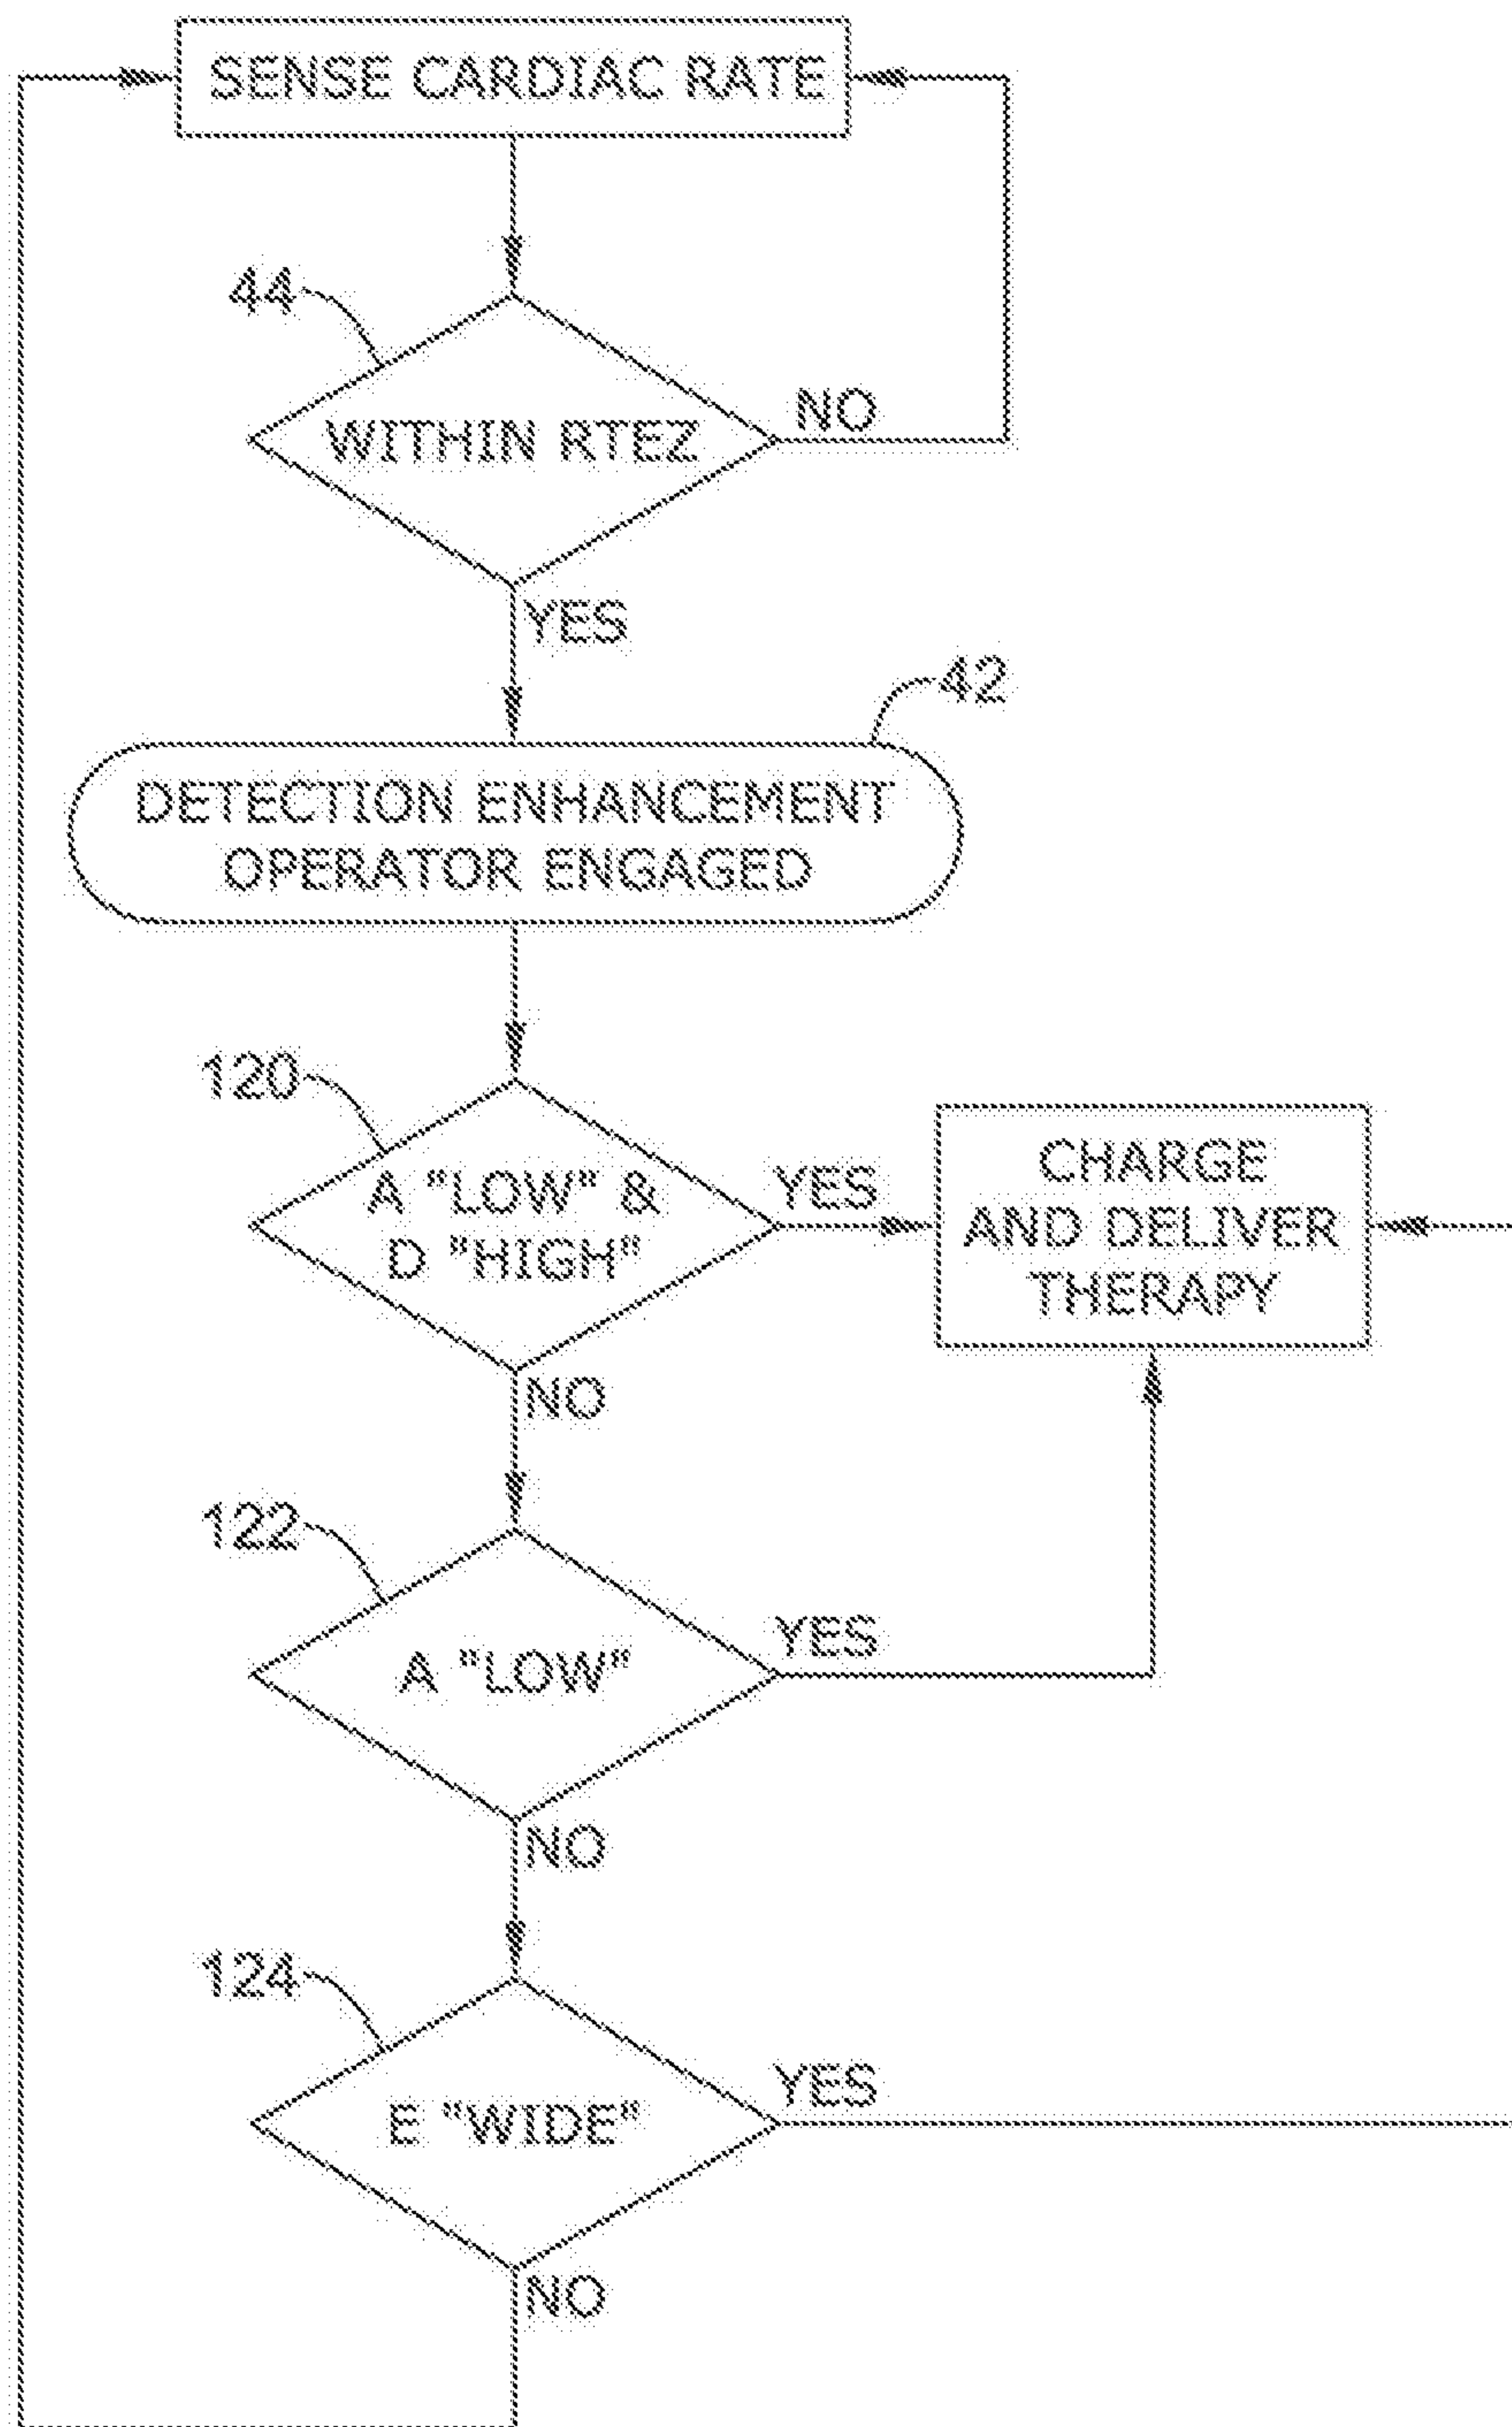 SENSE CARDIAC RATE
44
WITHIN RTEZ
NO
YES
42
DETECTION ENHANCEMENT
OPERATOR ENGAGED
120
A "LOW" &
D "HIGH"
YES
CHARGE
AND DELIVER
THERAPY
NO
122
A "LOW"
YES
NO
124
E "WIDE"
YES
NO